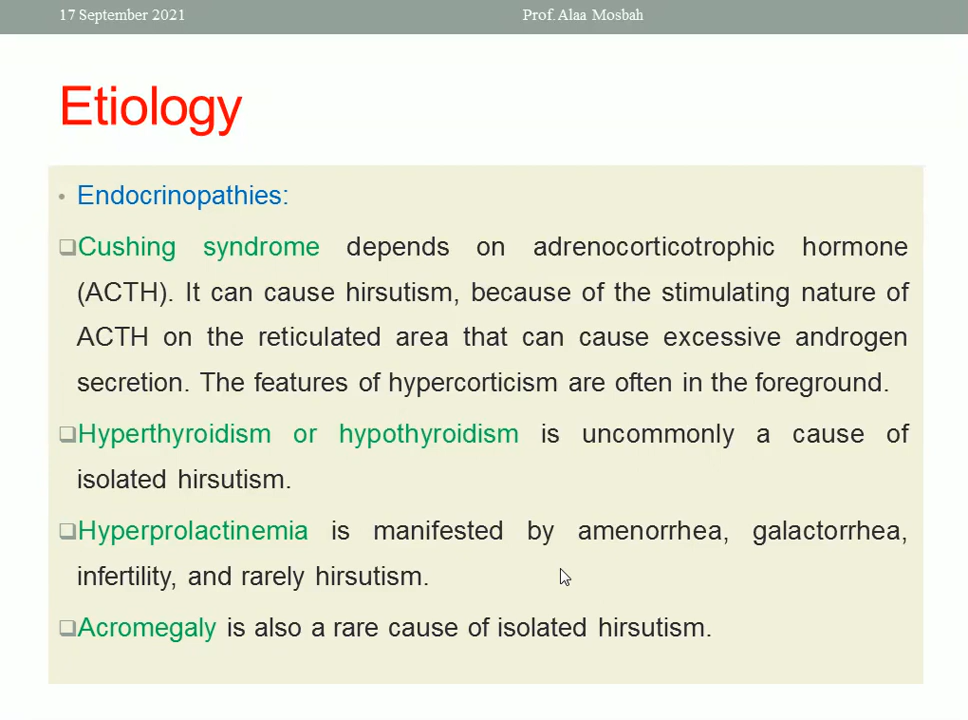 17 September 2021
Prof. Alaa Mosbah
Etiology
• Endocrinopathies:
❑Cushing syndrome depends on adrenocorticotrophic hormone
(ACTH). It can cause hirsutism, because of the stimulating nature of
ACTH on the reticulated area that can cause excessive androgen
secretion. The features of hypercorticism are often in the foreground.
❑Hyperthyroidism or hypothyroidism is uncommonly a cause of
isolated hirsutism.
❑Hyperprolactinemia is manifested by amenorrhea, galactorrhea,
infertility, and rarely hirsutism.
❑Acromegaly is also a rare cause of isolated hirsutism.